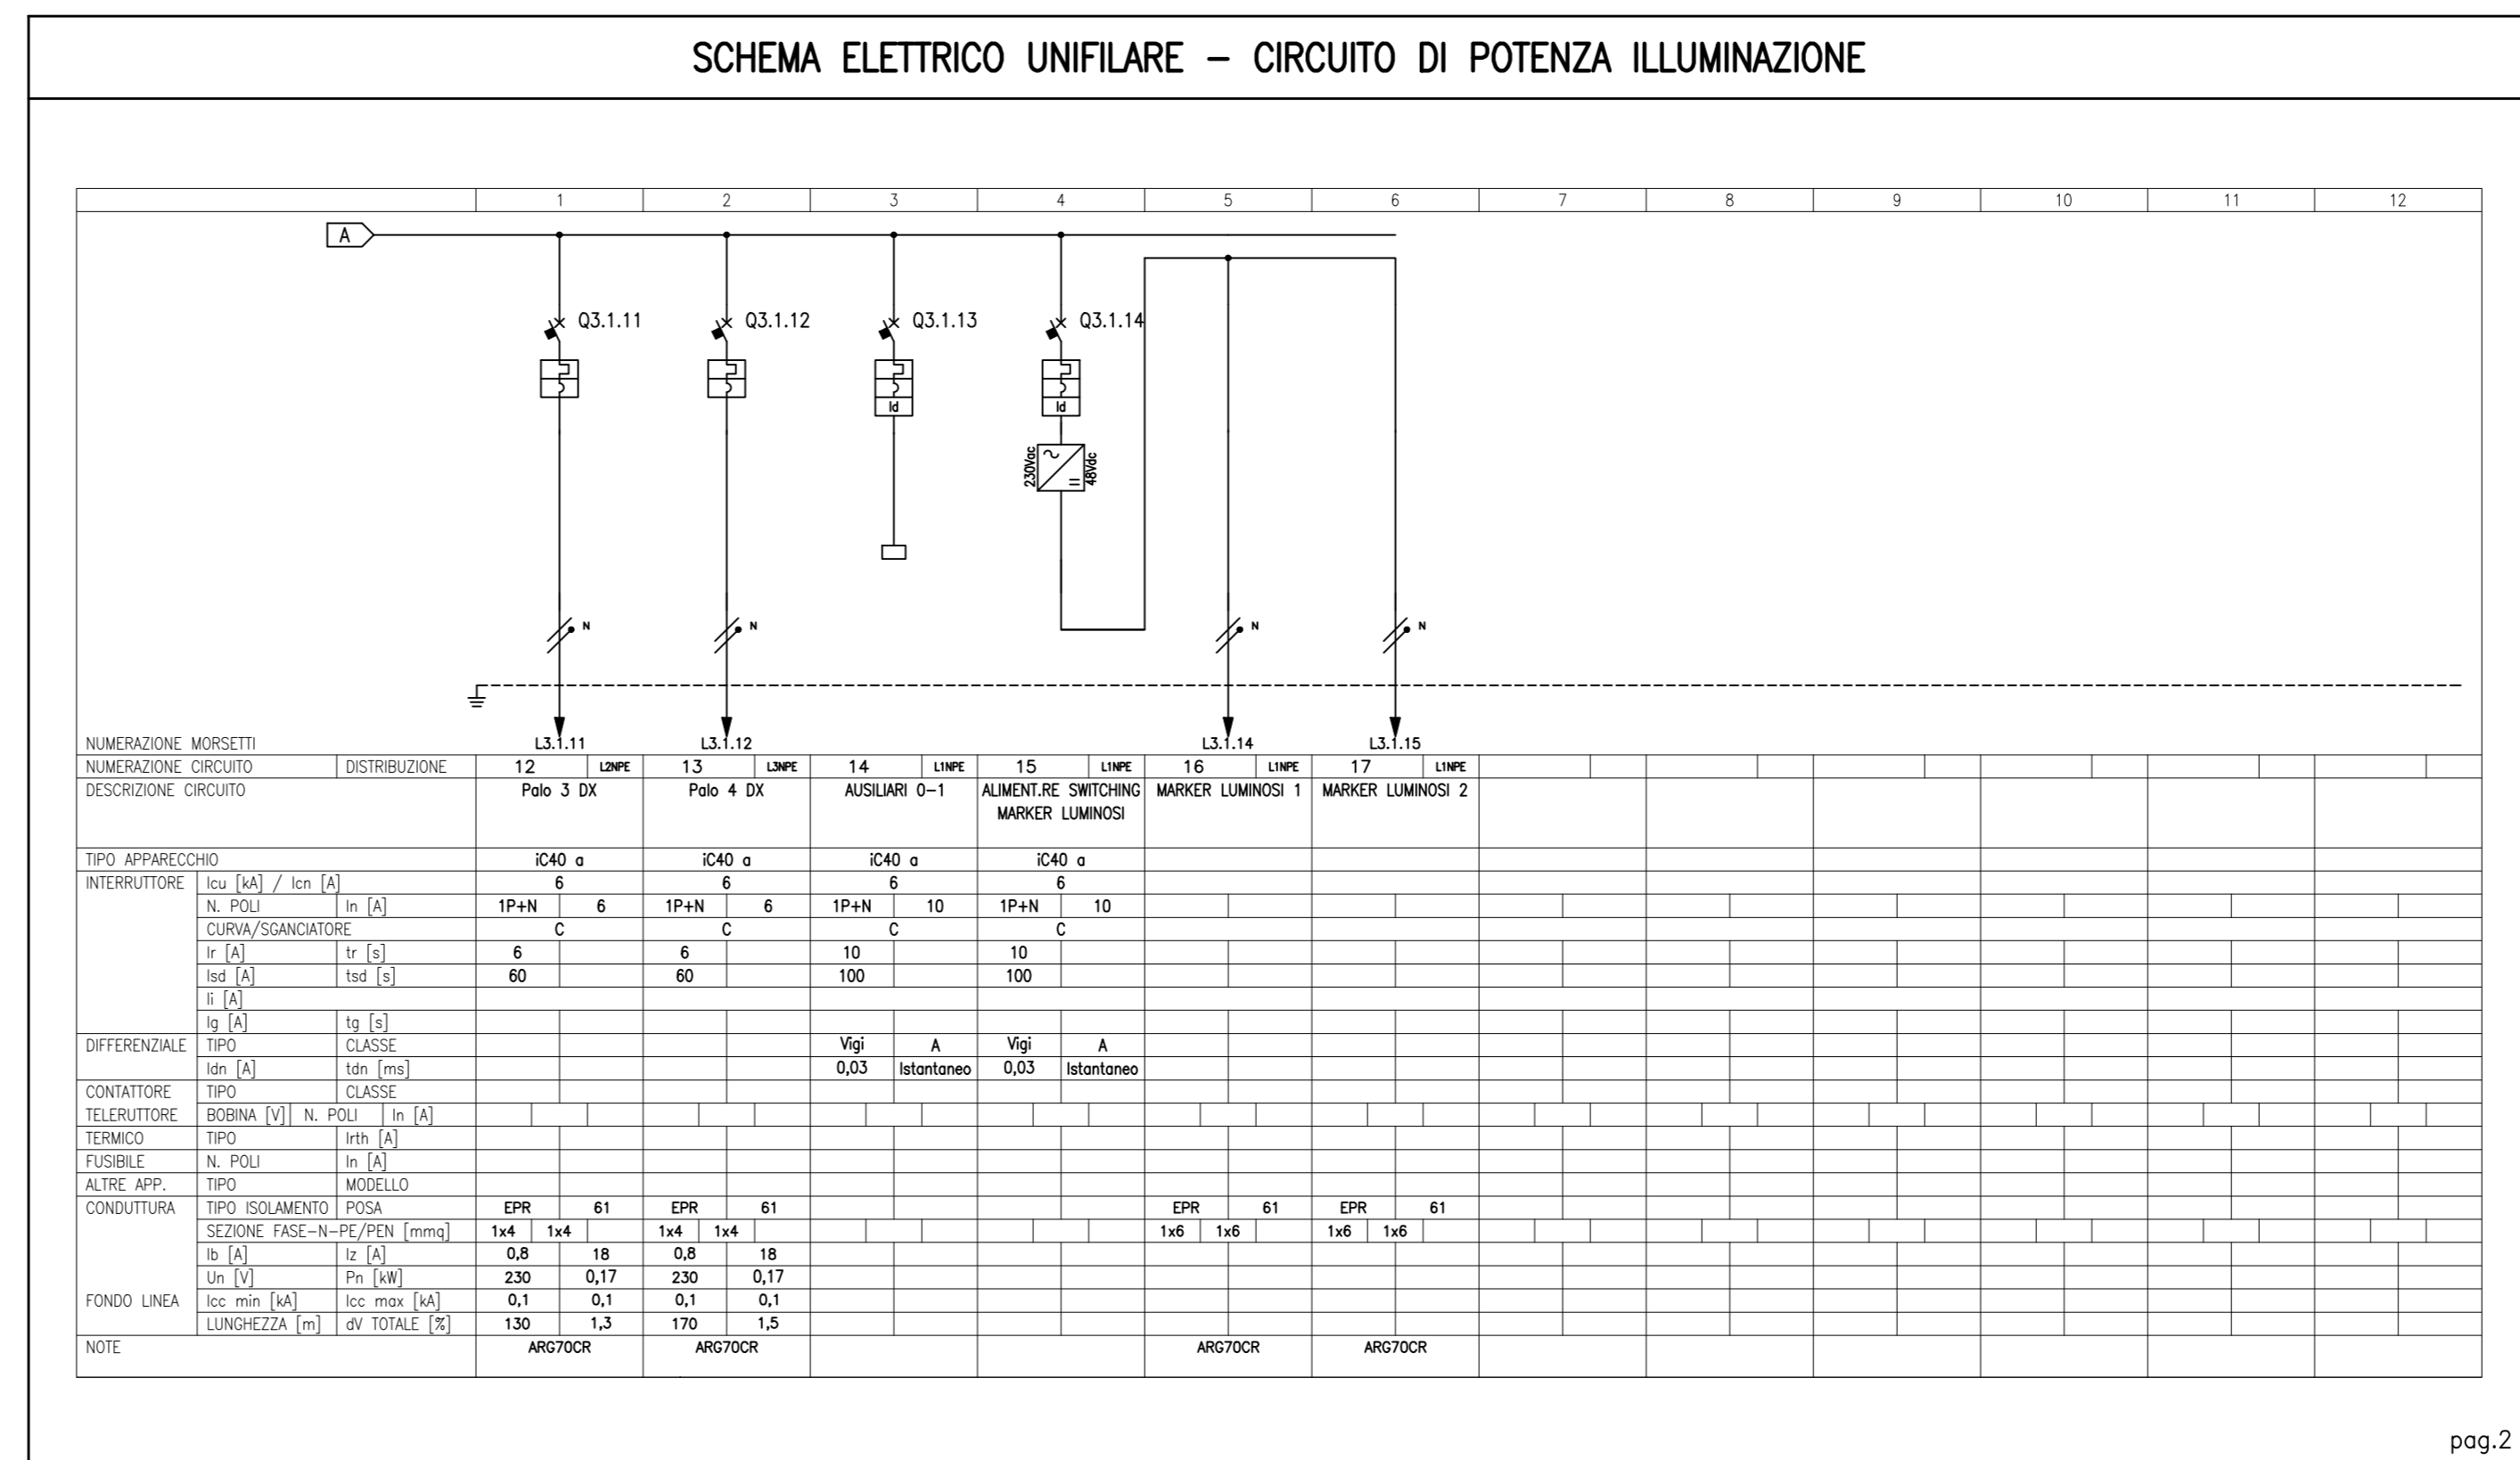 SCHEMA ELETTRICO UNIFILARE – CIRCUITO DI POTENZA ILLUMINAZIONE
1 2 3 4 5 6 7 8 9 10 11 12
A
Q3.1.11 Q3.1.12 Q3.1.13 Q3.1.14
Id Id
230Vac 48Vdc
N N N N
NUMERAZIONE MORSETTI L3.1.11 L3.1.12 L3.1.14 L3.1.15
NUMERAZIONE CIRCUITO DISTRIBUZIONE 12 L2NPE 13 L3NPE 14 L1NPE 15 L1NPE 16 L1NPE 17 L1NPE
DESCRIZIONE CIRCUITO Palo 3 DX Palo 4 DX AUSILIARI 0-1 ALIMENT.RE SWITCHING MARKER LUMINOSI 1 MARKER LUMINOSI 2
MARKER LUMINOSI
TIPO APPARECCHIO iC40 a iC40 a iC40 a iC40 a
INTERRUTTORE Icu [kA] / Icn [A] 6 6 6 6
N. POLI In [A] 1P+N 6 1P+N 6 1P+N 10 1P+N 10
CURVA/SGANCIATORE C C C C
Ir [A] tr [s] 6 6 10 10
Isd [A] tsd [s] 60 60 100 100
Ii [A]
Ig [A] tg [s]
DIFFERENZIALE TIPO CLASSE Vigi A Vigi A
Idn [A] tdn [ms] 0,03 Istantaneo 0,03 Istantaneo
CONTATTORE TIPO CLASSE
TELERUTTORE BOBINA [V] N. POLI In [A]
TERMICO TIPO Irth [A]
FUSIBILE N. POLI In [A]
ALTRE APP. TIPO MODELLO
CONDUTTURA TIPO ISOLAMENTO POSA EPR 61 EPR 61 EPR 61 EPR 61
SEZIONE FASE-N-PE/PEN [mmq] 1x4 1x4 1x4 1x4 1x6 1x6 1x6 1x6
Ib [A] Iz [A] 0,8 18 0,8 18
Un [V] Pn [kW] 230 0,17 230 0,17
FONDO LINEA Icc min [kA] Icc max [kA] 0,1 0,1 0,1 0,1
LUNGHEZZA [m] dV TOTALE [%] 130 1,3 170 1,5
NOTE ARG7OCR ARG7OCR ARG7OCR ARG7OCR
pag.2